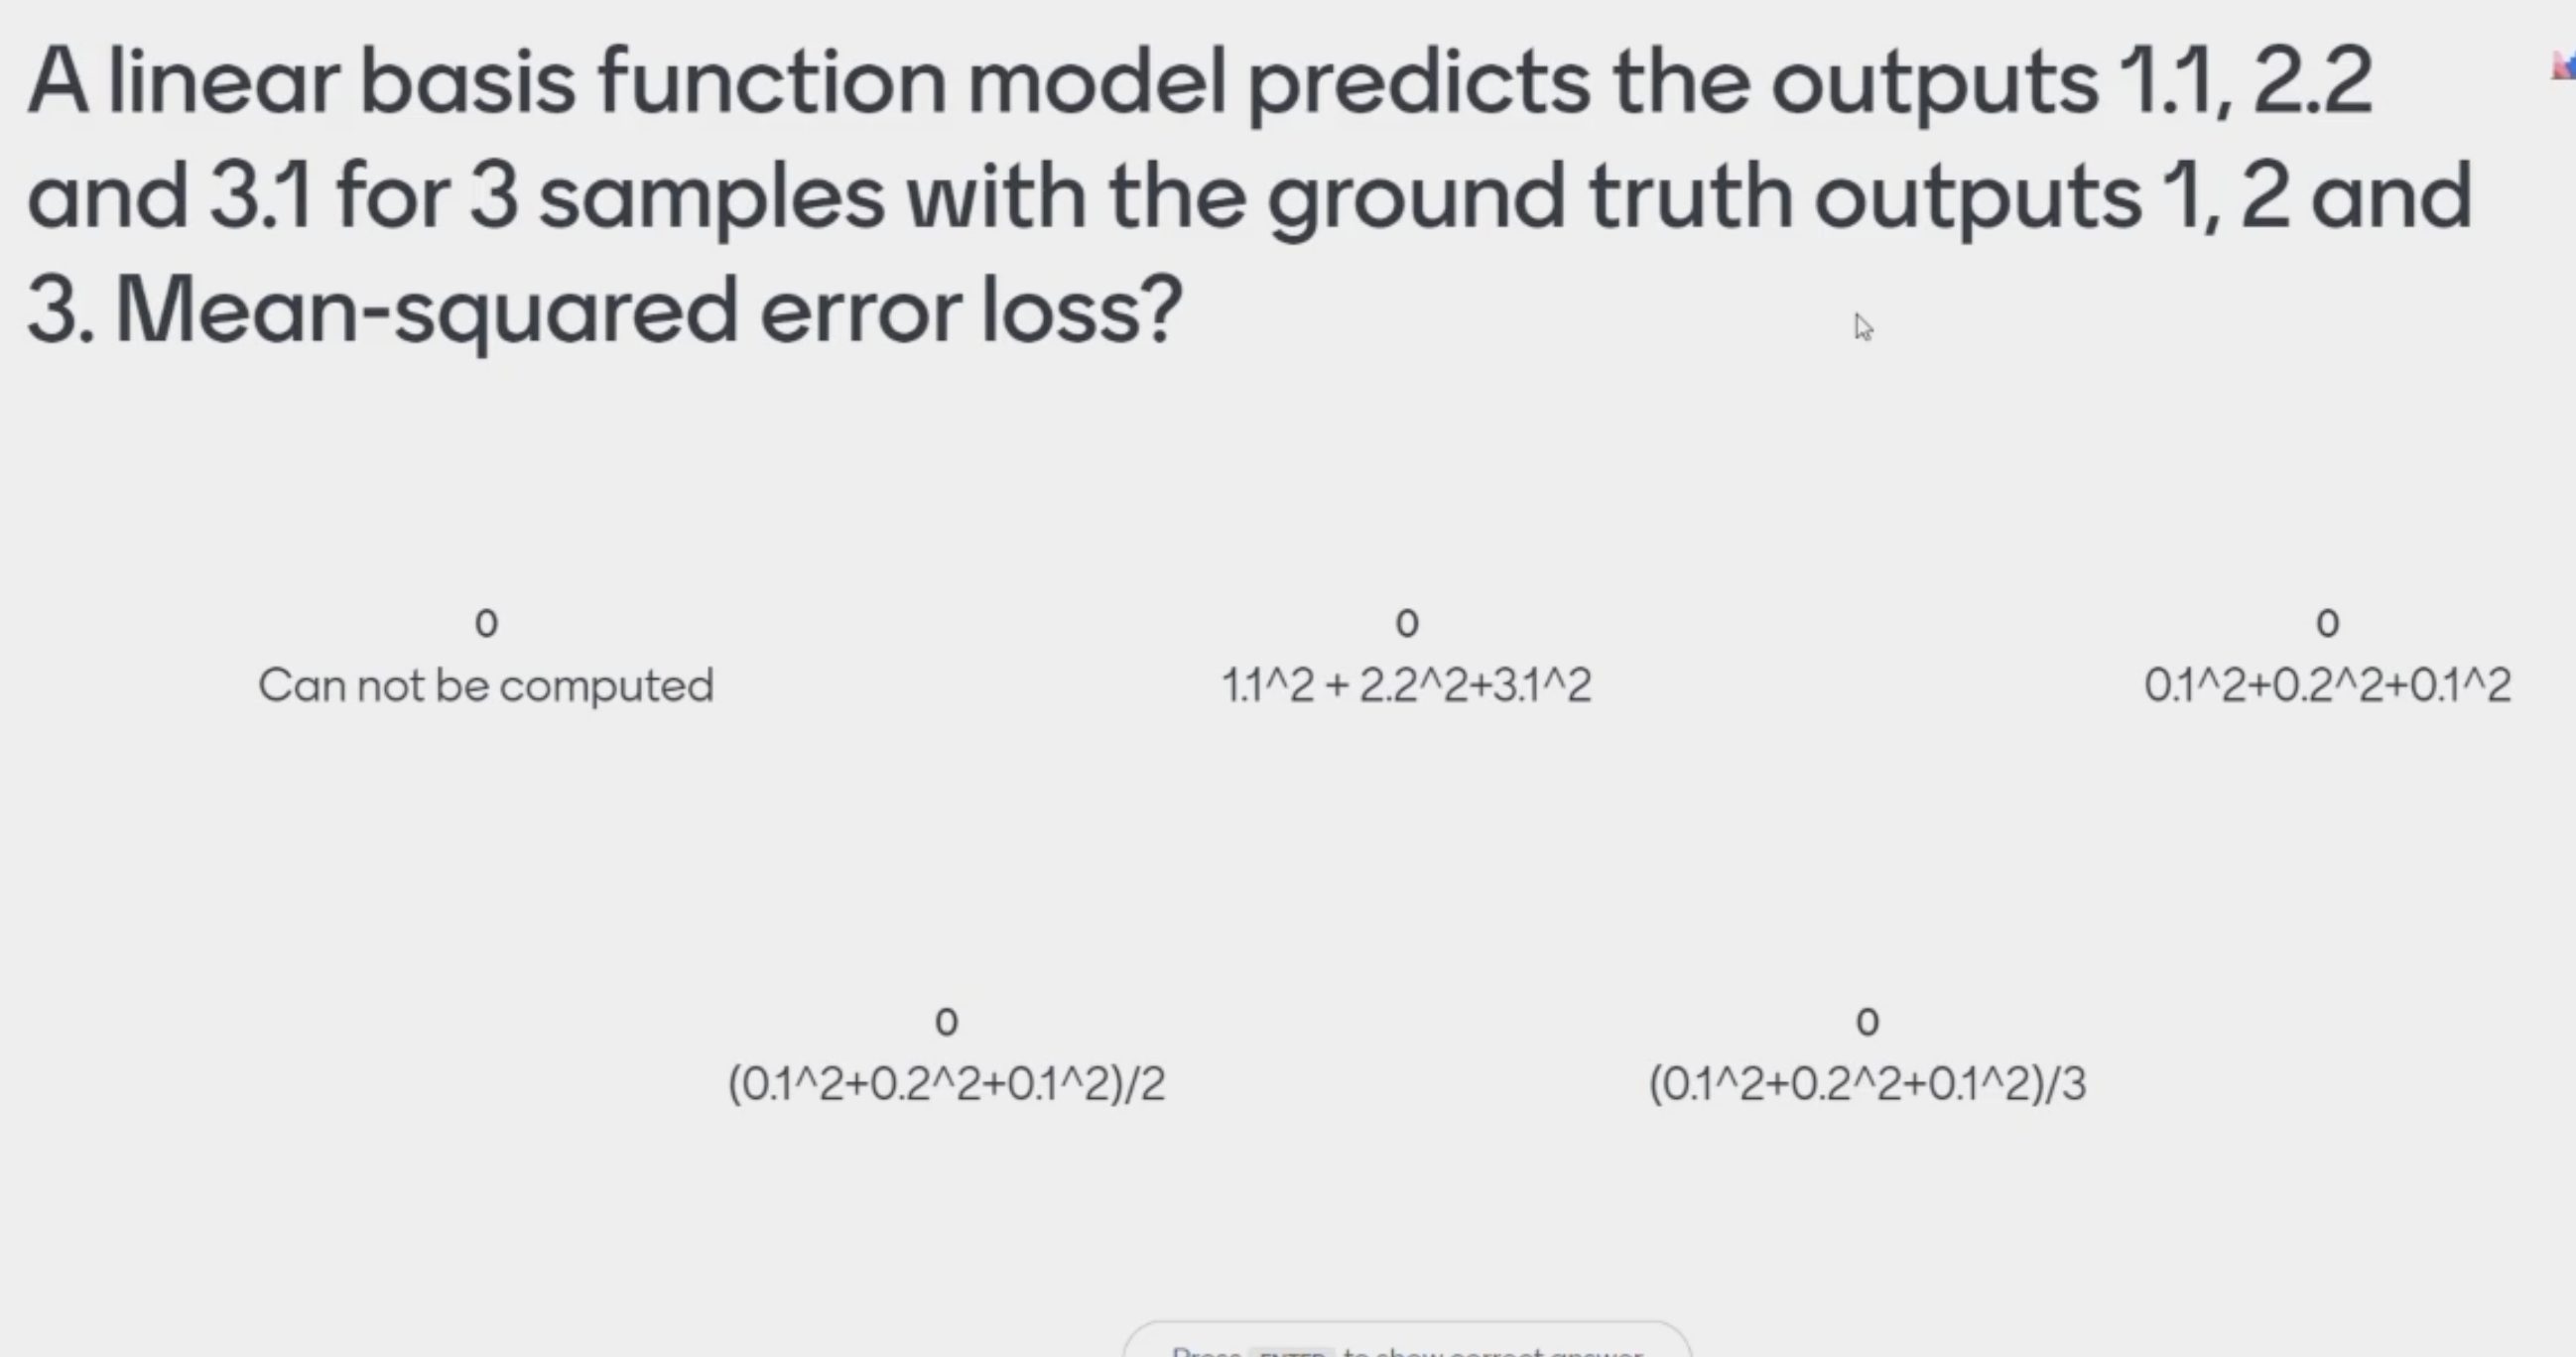 A linear basis function model predicts the outputs 1.1, 2.2
and 3.1 for 3 samples with the ground truth outputs 1, 2 and
3. Mean-squared error loss?
0
Can not be computed
0
1.1^2 + 2.2^2+3.1^2
0
0.1^2+0.2^2+0.1^2
0
(0.1^2+0.2^2+0.1^2)/2
0
(0.1^2+0.2^2+0.1^2)/3
Press ENTER to show correct answer